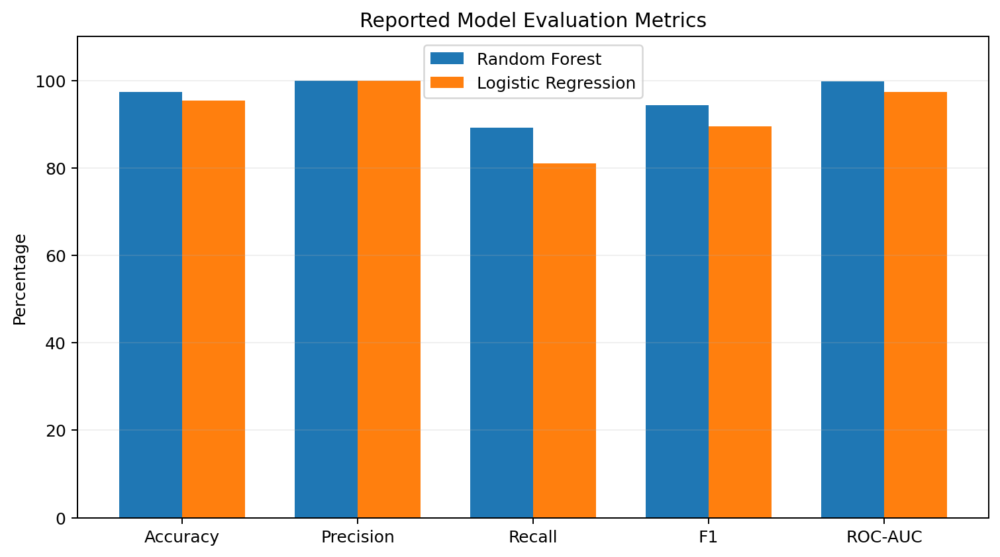 Reported Model Evaluation Metrics
Random Forest
Logistic Regression
Percentage
100
80
60
40
20
0
Accuracy Precision Recall F1 ROC-AUC